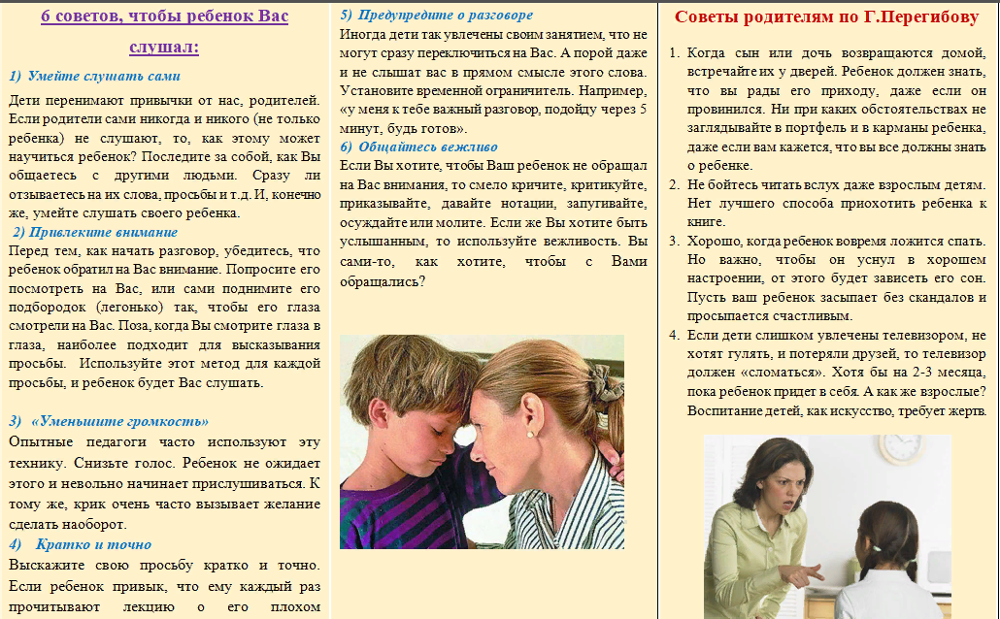 6 советов, чтобы ребенок Вас
слушал:
1) Умейте слушать сами
Дети перенимают привычки от нас, родителей.
Если родители сами никогда и никого (не только
ребенка) не слушают, то, как этому может
научиться ребенок? Последите за собой, как Вы
общаетесь с другими людьми. Сразу ли
отзываетесь на их слова, просьбы и т.д. И, конечно
же, умейте слушать своего ребенка.
2) Привлеките внимание
Перед тем, как начать разговор, убедитесь, что
ребенок обратил на Вас внимание. Попросите его
посмотреть на Вас, или сами поднимите его
подбородок (легонько) так, чтобы его глаза
смотрели на Вас. Поза, когда Вы смотрите глаза в
глаза, наиболее подходит для высказывания
просьбы. Используйте этот метод для каждой
просьбы, и ребенок будет Вас слушать.
3) «Уменьшите громкость»
Опытные педагоги часто используют эту
технику. Снизьте голос. Ребенок не ожидает
этого и невольно начинает прислушиваться. К
тому же, крик очень часто вызывает желание
сделать наоборот.
4) Кратко и точно
Выскажите свою просьбу кратко и точно.
Если ребенок привык, что ему каждый раз
прочитывают лекцию о его плохом
5) Предупредите о разговоре
Иногда дети так увлечены своим занятием, что не
могут сразу переключиться на Вас. А порой даже
и не слышат вас в прямом смысле этого слова.
Установите временной ограничитель. Например,
«у меня к тебе важный разговор, подойду через 5
минут, будь готов».
6) Общайтесь вежливо
Если Вы хотите, чтобы Ваш ребенок не обращал
на Вас внимания, то смело кричите, критикуйте,
приказывайте, давайте нотации, запугивайте,
осуждайте или молите. Если же Вы хотите быть
услышанным, то используйте вежливость. Вы
сами-то, как хотите, чтобы с Вами
обращались?
Советы родителям по Г.Перегибову
1. Когда сын или дочь возвращаются домой,
встречайте их у дверей. Ребенок должен знать,
что вы рады его приходу, даже если он
провинился. Ни при каких обстоятельствах не
заглядывайте в портфель и в карманы ребенка,
даже если вам кажется, что вы все должны знать
о ребенке.
2. Не бойтесь читать вслух даже взрослым детям.
Нет лучшего способа приохотить ребенка к
книге.
3. Хорошо, когда ребенок вовремя ложится спать.
Но важно, чтобы он уснул в хорошем
настроении, от этого будет зависеть его сон.
Пусть ваш ребенок засыпает без скандалов и
просыпается счастливым.
4. Если дети слишком увлечены телевизором, не
хотят гулять, и потеряли друзей, то телевизор
должен «сломаться». Хотя бы на 2-3 месяца,
пока ребенок придет в себя. А как же взрослые?
Воспитание детей, как искусство, требует жертв.